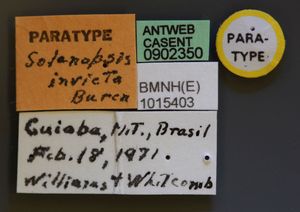 PARATYPE
Solenopsis
invicta
Buren
ANTWEB
CASENT
0902350
BMNH(E)
1015403
PARA-
TYPE
Cuiaba, M.T., Brasil
Feb. 18, 1971.
Williams + Whitcomb